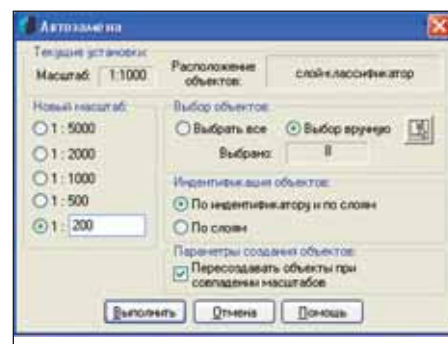 Автозамена
Текущие установки:
Масштаб: 1:1000 Расположение объектов: слой-классификатор
Новый масштаб:
1 : 5000
1 : 2000
1 : 1000
1 : 500
1 : 200
Выбор объектов:
Выбрать все Выбор вручную
Выбрано: 8
Индентификация объектов:
По индентификатору и по слоям
По слоям
Параметры создания объектов:
Пересоздавать объекты при
совпадении масштабов
Выполнить Отмена Помощь